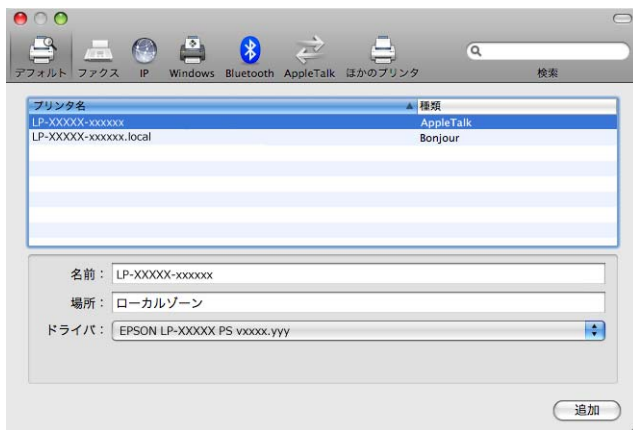 デフォルト ファクス IP Windows Bluetooth AppleTalk ほかのプリンタ 検索
プリンタ名 種類
LP-XXXXX-xxxxxx AppleTalk
LP-XXXXX-xxxxxx.local Bonjour
名前： LP-XXXXX-xxxxxx
場所： ローカルゾーン
ドライバ： EPSON LP-XXXXX PS vxxxx.yyy
追加